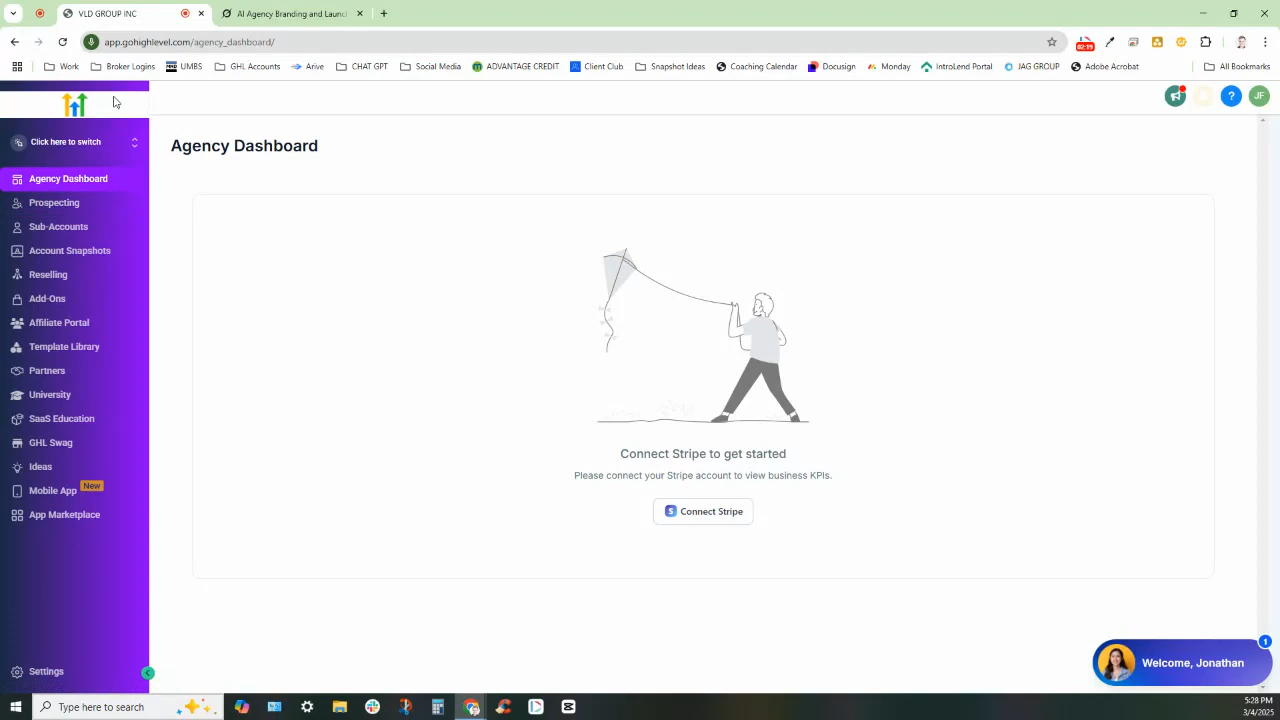 VLD GROUP INC
AI Agency Branding and Launc
app.gohighlevel.com/agency_dashboard/
02:19
Work
Broker Logins
UMBS
GHL Accounts
Arive
CHAT GPT
Social Media
ADVANTAGE CREDIT
Client Club
Snapshot Ideas
Coaching Calendar
Docusign
Monday
IntroLend Portal
JAG GROUP
Adobe Acrobat
All Bookmarks
?
JF
Click here to switch
Agency Dashboard
Agency Dashboard
Prospecting
Sub-Accounts
Account Snapshots
Reselling
Add-Ons
Affiliate Portal
Template Library
Partners
University
SaaS Education
GHL Swag
Ideas
Mobile App New
App Marketplace
Settings
Connect Stripe to get started
Please connect your Stripe account to view business KPIs.
S Connect Stripe
1
Welcome, Jonathan
Type here to search
5:28 PM
3/4/2025